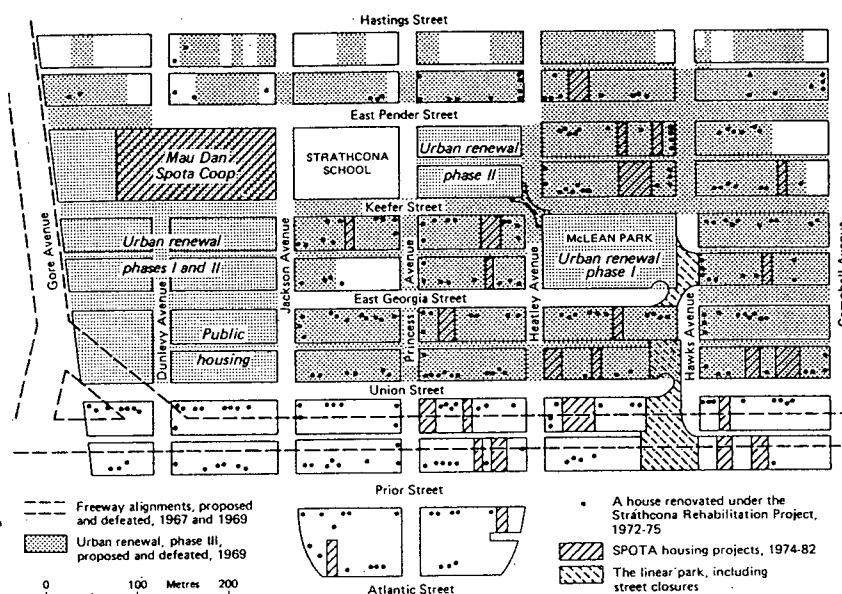 Hastings Street
East Pender Street
Mau Dan
Spota Coop
STRATHCONA
SCHOOL
Urban renewal
phase II
Keefer Street
Gore Avenue
Urban renewal
phases I and II
Jackson Avenue
Avenue
Princess
Heatley Avenue
McLEAN PARK
Urban renewal
phase I
Campbell Avenue
East Georgia Street
Dunlevy Avenue
Public
housing
Hawks Avenue
Union Street
Prior Street
Atlantic Street
Freeway alignments, proposed
and defeated, 1967 and 1969
Urban renewal, phase III,
proposed and defeated, 1969
0 100 Metres 200
A house renovated under the
Strathcona Rehabilitation Project,
1972-75
SPOTA housing projects, 1974-82
The linear park, including
street closures